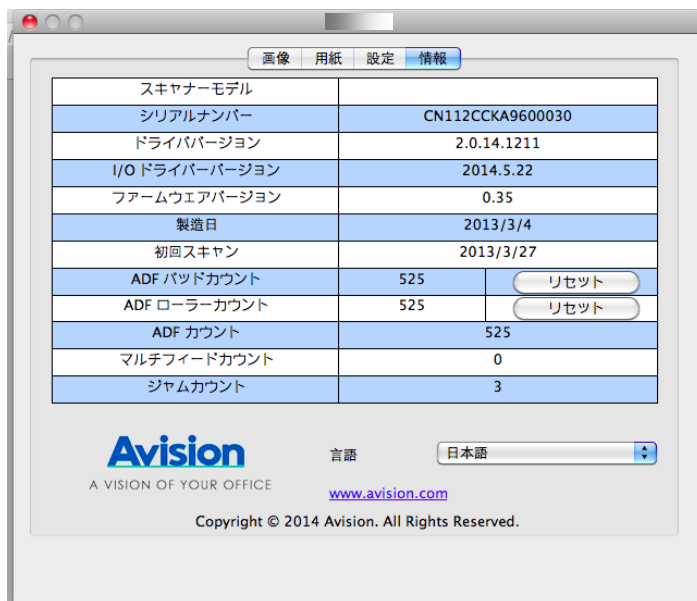 画像 用紙 設定 情報
スキャナーモデル
シリアルナンバー CN112CCKA9600030
ドライババージョン 2.0.14.1211
I/O ドライバーバージョン 2014.5.22
ファームウエアバージョン 0.35
製造日 2013/3/4
初回スキャン 2013/3/27
ADF パッドカウント 525 リセット
ADF ローラーカウント 525 リセット
ADF カウント 525
マルチフィードカウント 0
ジャムカウント 3
Avision 言語 日本語
A VISION OF YOUR OFFICE
www.avision.com
Copyright © 2014 Avision. All Rights Reserved.